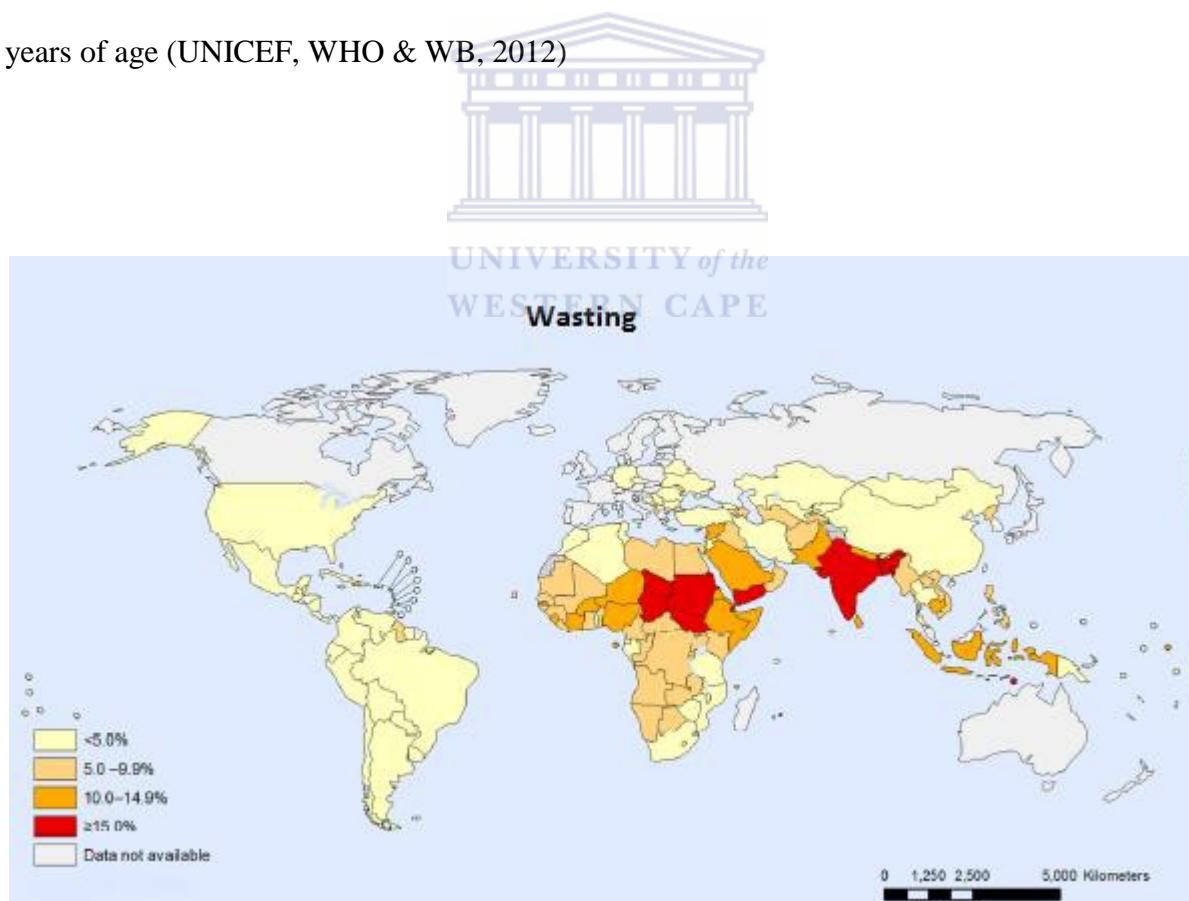 years of age (UNICEF, WHO & WB, 2012)
UNIVERSITY of the
WESTERN CAPE
Wasting
<5.0%
5.0–9.9%
10.0–14.9%
≥15.0%
Data not available
0 1,250 2,500 5,000 Kilometers